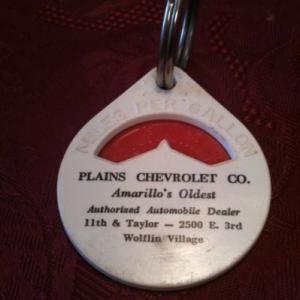 MILES PER GALLON
PLAINS CHEVROLET CO.
Amarillo's Oldest
Authorized Automobile Dealer
11th & Taylor — 2500 E. 3rd
Wolflin Village